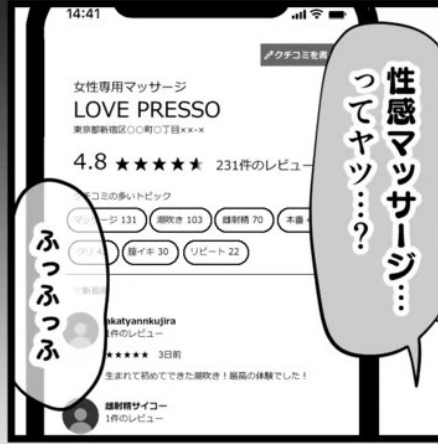 性感マッサージ…
ってヤツ…?
14:41
クチコミを書
女性専用マッサージ
LOVE PRESSO
東京都新宿区〇〇町〇丁目××-×
4.8 ★★★★★ 231件のレビュー
クチコミの多いトピック
マッサージ 131 潮吹き 103 雌射精 70 本番
クリ 膣イキ 30 リピート 22
akatyannkujira
1件のレビュー
★★★★★ 3日前
生まれて初めてできた潮吹き!最高の体験でした!
雌射精サイコー
1件のレビュー
ふっふっふ